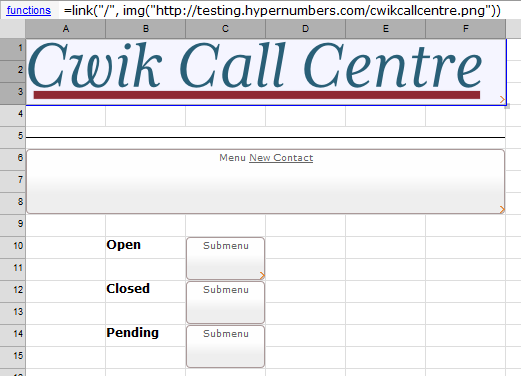 functions =link("/", img("http://testing.hypernumbers.com/cwikcallcentre.png"))
A B C D E F
1
2
3
Cwik Call Centre
4
5
6 Menu New Contact
7
8
9
10 Open Submenu
11
12 Closed Submenu
13
14 Pending Submenu
15